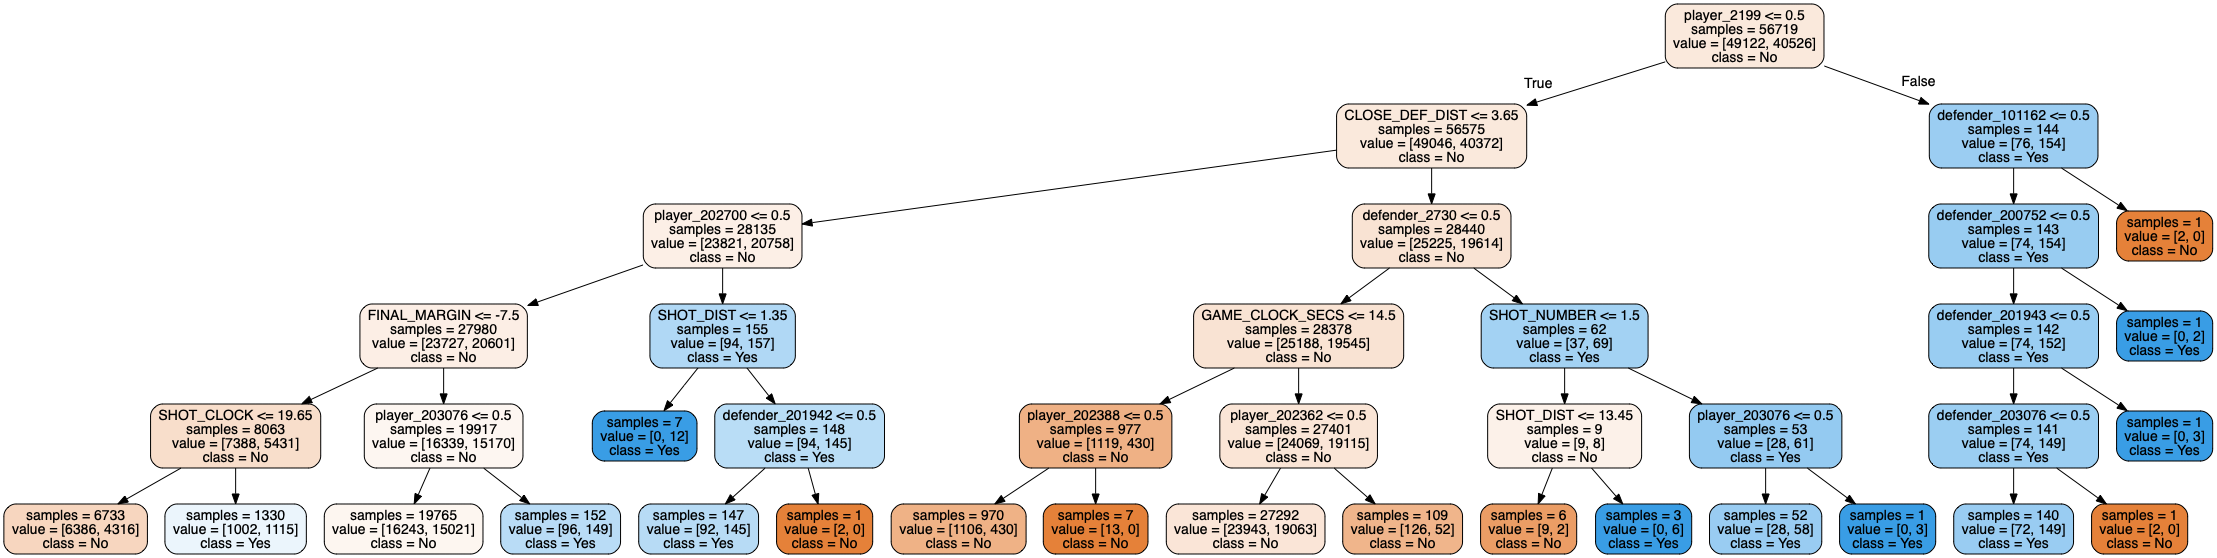 player_2199 <= 0.5
samples = 56719
value = [49122, 40526]
class = No
True
False
CLOSE_DEF_DIST <= 3.65
samples = 56575
value = [49046, 40372]
class = No
defender_101162 <= 0.5
samples = 144
value = [76, 154]
class = Yes
player_202700 <= 0.5
samples = 28135
value = [23821, 20758]
class = No
defender_2730 <= 0.5
samples = 28440
value = [25225, 19614]
class = No
defender_200752 <= 0.5
samples = 143
value = [74, 154]
class = Yes
samples = 1
value = [2, 0]
class = No
FINAL_MARGIN <= -7.5
samples = 27980
value = [23727, 20601]
class = No
SHOT_DIST <= 1.35
samples = 155
value = [94, 157]
class = Yes
GAME_CLOCK_SECS <= 14.5
samples = 28378
value = [25188, 19545]
class = No
SHOT_NUMBER <= 1.5
samples = 62
value = [37, 69]
class = Yes
defender_201943 <= 0.5
samples = 142
value = [74, 152]
class = Yes
samples = 1
value = [0, 2]
class = Yes
SHOT_CLOCK <= 19.65
samples = 8063
value = [7388, 5431]
class = No
player_203076 <= 0.5
samples = 19917
value = [16339, 15170]
class = No
samples = 7
value = [0, 12]
class = Yes
defender_201942 <= 0.5
samples = 148
value = [94, 145]
class = Yes
player_202388 <= 0.5
samples = 977
value = [1119, 430]
class = No
player_202362 <= 0.5
samples = 27401
value = [24069, 19115]
class = No
SHOT_DIST <= 13.45
samples = 9
value = [9, 8]
class = No
player_203076 <= 0.5
samples = 53
value = [28, 61]
class = Yes
defender_203076 <= 0.5
samples = 141
value = [74, 149]
class = Yes
samples = 1
value = [0, 3]
class = Yes
samples = 6733
value = [6386, 4316]
class = No
samples = 1330
value = [1002, 1115]
class = Yes
samples = 19765
value = [16243, 15021]
class = No
samples = 152
value = [96, 149]
class = Yes
samples = 147
value = [92, 145]
class = Yes
samples = 1
value = [2, 0]
class = No
samples = 970
value = [1106, 430]
class = No
samples = 7
value = [13, 0]
class = No
samples = 27292
value = [23943, 19063]
class = No
samples = 109
value = [126, 52]
class = No
samples = 6
value = [9, 2]
class = No
samples = 3
value = [0, 6]
class = Yes
samples = 52
value = [28, 58]
class = Yes
samples = 1
value = [0, 3]
class = Yes
samples = 140
value = [72, 149]
class = Yes
samples = 1
value = [2, 0]
class = No